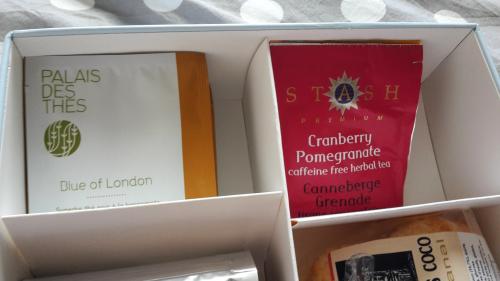 PALAIS
DES
THÉS
Blue of London
STASH
PREMIUM
Cranberry
Pomegranate
caffeine free herbal tea
Canneberge
Grenade
COCO